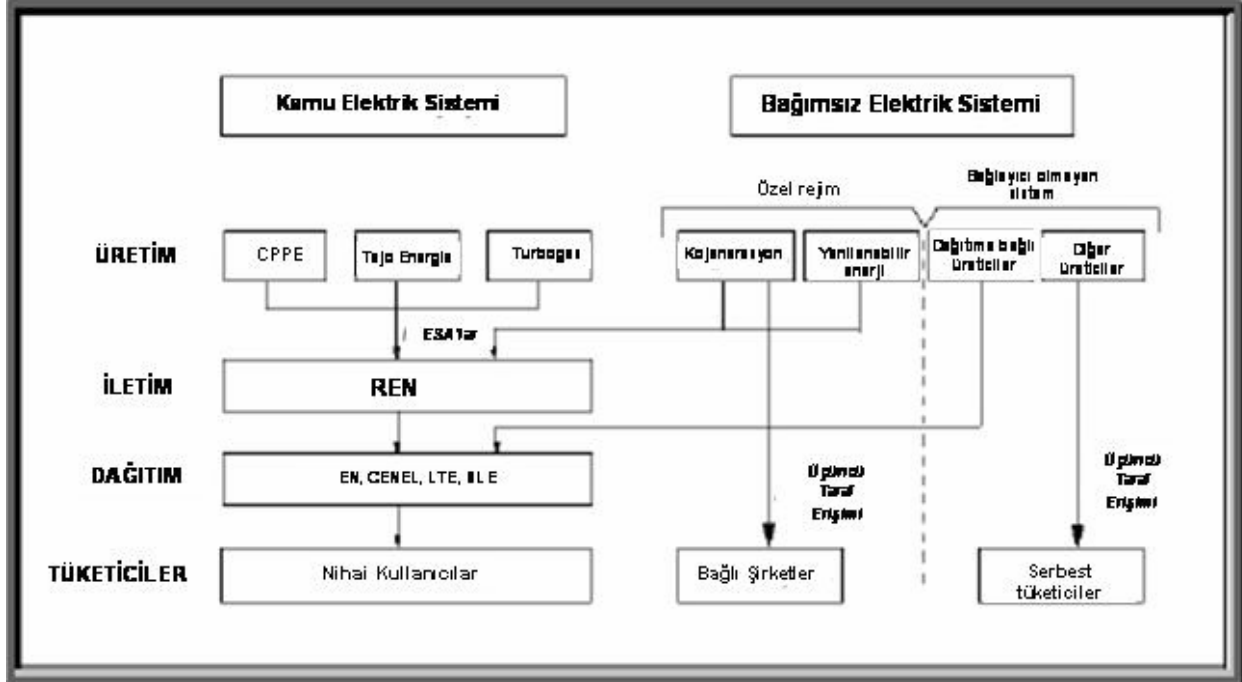 Kamu Elektrik Sistemi
Bağımsız Elektrik Sistemi
Özel rejim
Bağlayıcı olmayan
sistem
ÜRETİM
CPPE
Tejo Energia
Turbogas
Kojenerasyon
Yenilenebilir
enerji
Dağıtıma bağlı
üreticiler
Diğer
üreticiler
ESA'lar
İLETİM
REN
DAĞITIM
EN, CENEL, LTE, SLE
Üçüncü
Taraf
Erişimi
Üçüncü
Taraf
Erişimi
TÜKETİCİLER
Nihai Kullanıcılar
Bağlı Şirketler
Serbest
tüketiciler